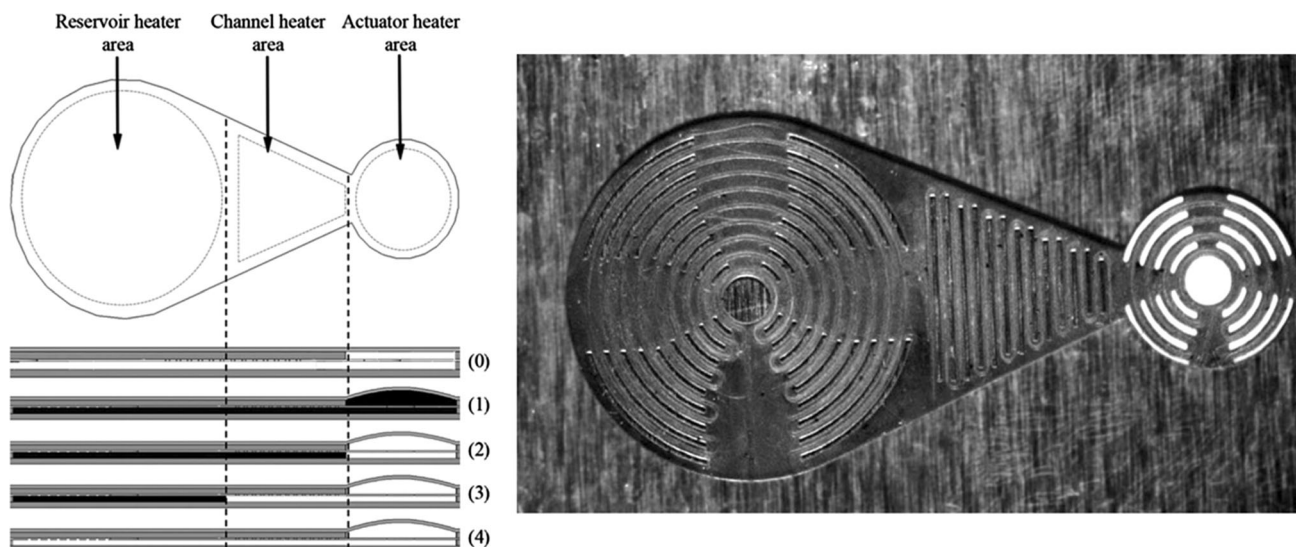 Reservoir heater area
Channel heater area
Actuator heater area
(0)
(1)
(2)
(3)
(4)